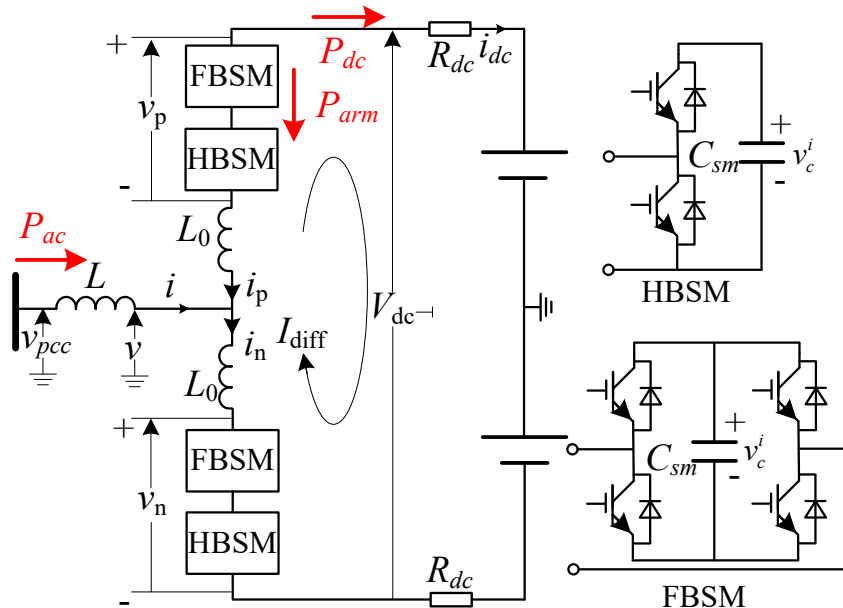 +
P_dc
R_dc
i_dc
FBSM
v_p
P_arm
HBSM
-
C_sm
+
v_c^i
-
HBSM
L_0
P_ac
L
i
i_p
V_dc
v_pcc
v
i_n
I_diff
L_0
+
FBSM
v_n
HBSM
-
R_dc
C_sm
+
v_c^i
-
FBSM